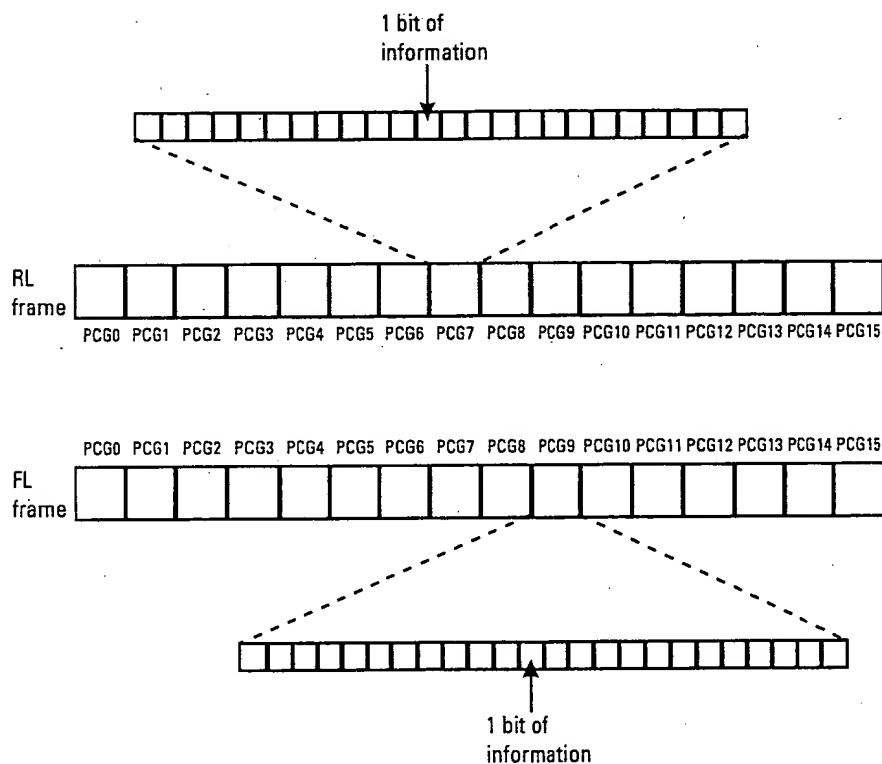 1 bit of
information
RL
frame
PCG0 PCG1 PCG2 PCG3 PCG4 PCG5 PCG6 PCG7 PCG8 PCG9 PCG10 PCG11 PCG12 PCG13 PCG14 PCG15
PCG0 PCG1 PCG2 PCG3 PCG4 PCG5 PCG6 PCG7 PCG8 PCG9 PCG10 PCG11 PCG12 PCG13 PCG14 PCG15
FL
frame
1 bit of
information